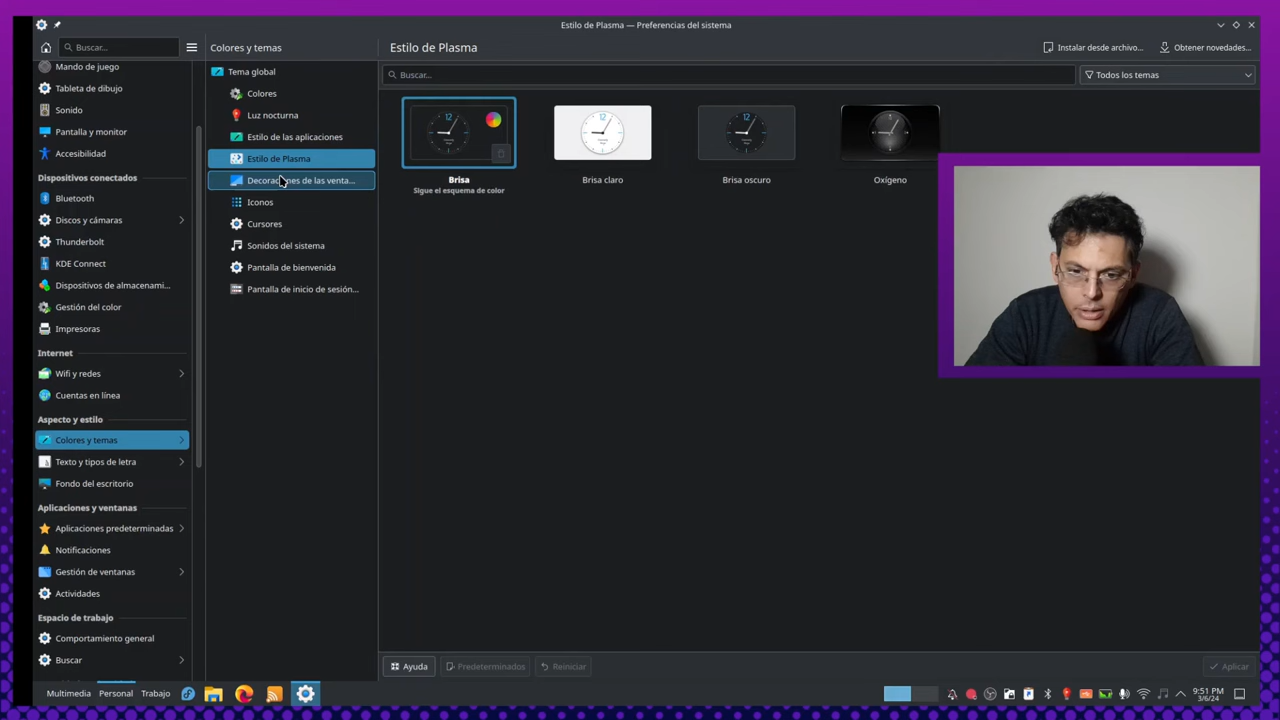 Estilo de Plasma — Preferencias del sistema
Buscar...
Colores y temas
Estilo de Plasma
Instalar desde archivo...
Obtener novedades...
Mando de juego
Tableta de dibujo
Sonido
Pantalla y monitor
Accesibilidad
Dispositivos conectados
Bluetooth
Discos y cámaras
Thunderbolt
KDE Connect
Dispositivos de almacenami...
Gestión del color
Impresoras
Internet
Wifi y redes
Cuentas en línea
Aspecto y estilo
Colores y temas
Texto y tipos de letra
Fondo del escritorio
Aplicaciones y ventanas
Aplicaciones predeterminadas
Notificaciones
Gestión de ventanas
Actividades
Espacio de trabajo
Comportamiento general
Buscar
Tema global
Colores
Luz nocturna
Estilo de las aplicaciones
Estilo de Plasma
Decoraciones de las venta...
Iconos
Cursores
Sonidos del sistema
Pantalla de bienvenida
Pantalla de inicio de sesión...
Buscar...
Todos los temas
12
12
12
Brisa
Sigue el esquema de color
Brisa claro
Brisa oscuro
Oxígeno
Ayuda
Predeterminados
Reiniciar
Aplicar
Multimedia
Personal
Trabajo
9:51 PM
3/6/24